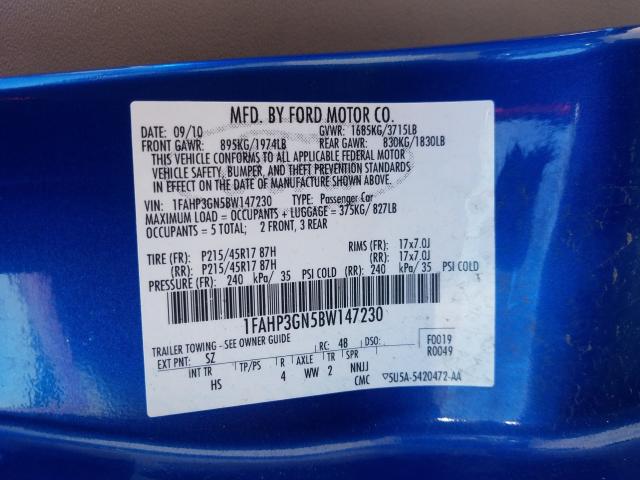 MFD. BY FORD MOTOR CO.
DATE: 09/10 GVWR: 1685KG/3715LB
FRONT GAWR: 895KG/1974LB REAR GAWR: 830KG/1830LB
THIS VEHICLE CONFORMS TO ALL APPLICABLE FEDERAL MOTOR
VEHICLE SAFETY, BUMPER, AND THEFT PREVENTION STANDARDS
IN EFFECT ON THE DATE OF MANUFACTURE SHOWN ABOVE.
VIN: 1FAHP3GN5BW147230 TYPE: Passenger Car
MAXIMUM LOAD = OCCUPANTS + LUGGAGE = 375KG/ 827LB
OCCUPANTS = 5 TOTAL: 2 FRONT, 3 REAR
TIRE (FR): P215/45R17 87H RIMS (FR): 17x7.0J
(RR): P215/45R17 87H (RR): 17x7.0J
PRESSURE (FR): 240 kPa/ 35 PSI COLD (RR): 240 kPa/ 35 PSI COLD
1FAHP3GN5BW147230
TRAILER TOWING - SEE OWNER GUIDE
EXT PNT: SZ RC: 48 DSO: F0019
R0049
INT TR TP/PS R AXLE TR SPR
HS 4 WW 2 NNJJ
CMC ▽5U5A-5420472-AA